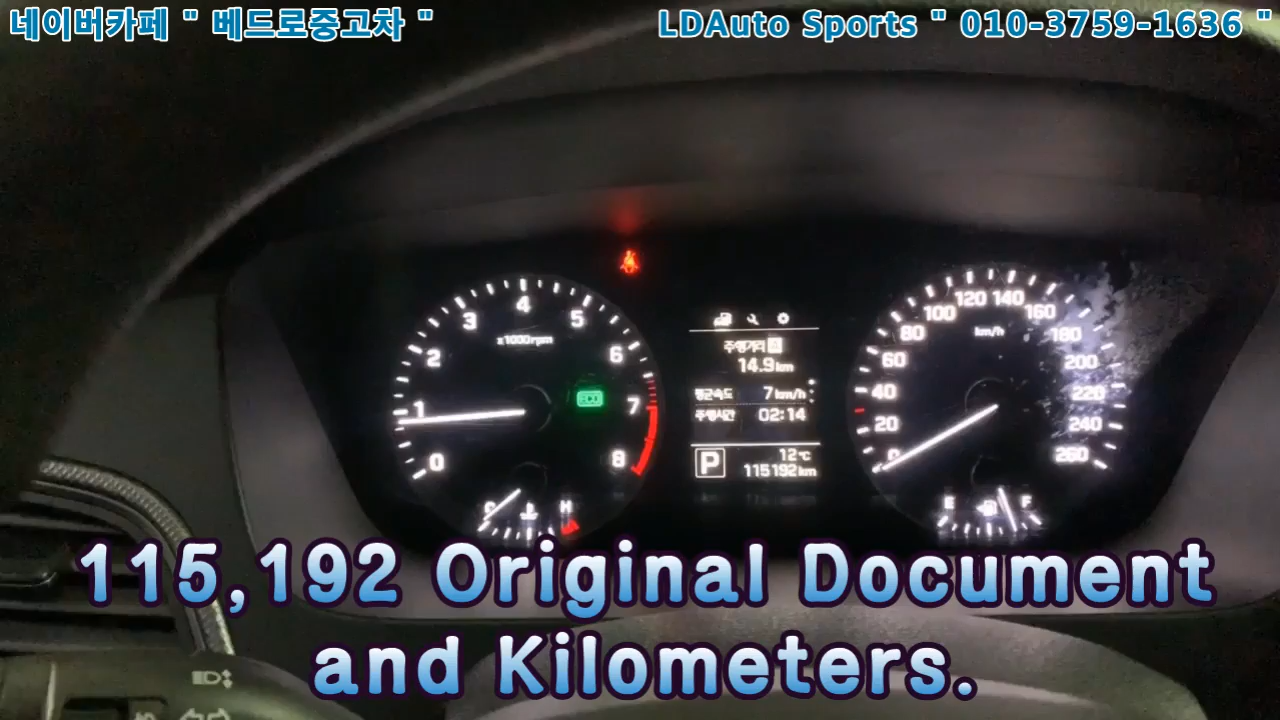 네이버카페 " 베드로중고차 "
LDAuto Sports " 010-3759-1636 "
4
3
5
x1000rpm
2
6
ECO
1
7
0
8
C
H
주행거리 A
14.9km
평균속도 7km/h
주행시간 02:14
P
12℃
115192km
120 140
100
160
km/h
80
180
60
200
40
220
20
240
0
260
E
F
115,192 Original Document
and Kilometers.